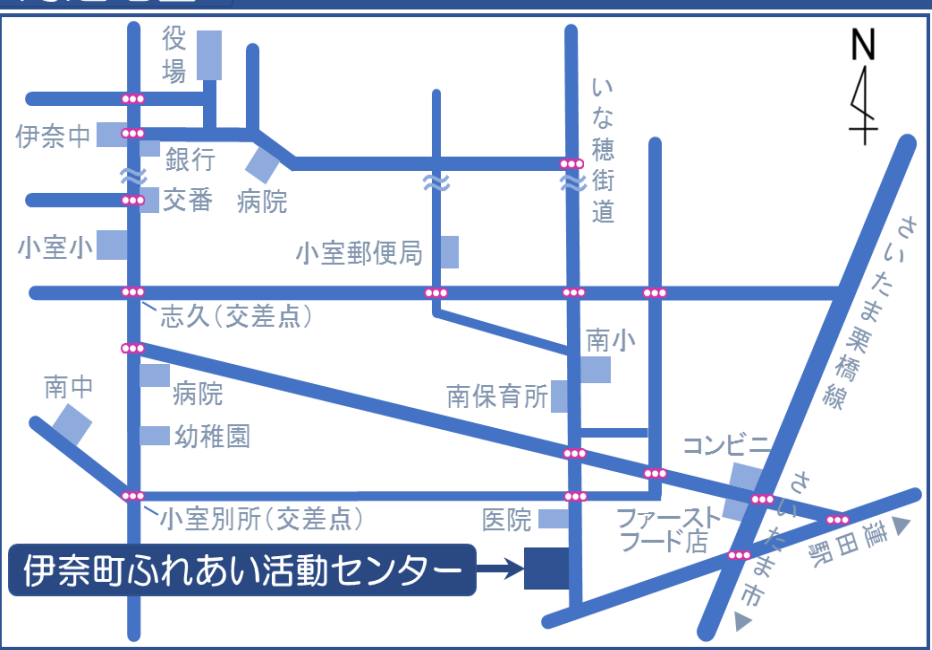 N
役場
いな穂街道
伊奈中
銀行
交番
病院
さいたま栗橋線
小室小
小室郵便局
志久(交差点)
南小
南中
病院
南保育所
幼稚園
コンビニ
小室別所(交差点)
医院
ファースト
フード店
さいたま市
蓮田駅
伊奈町ふれあい活動センター